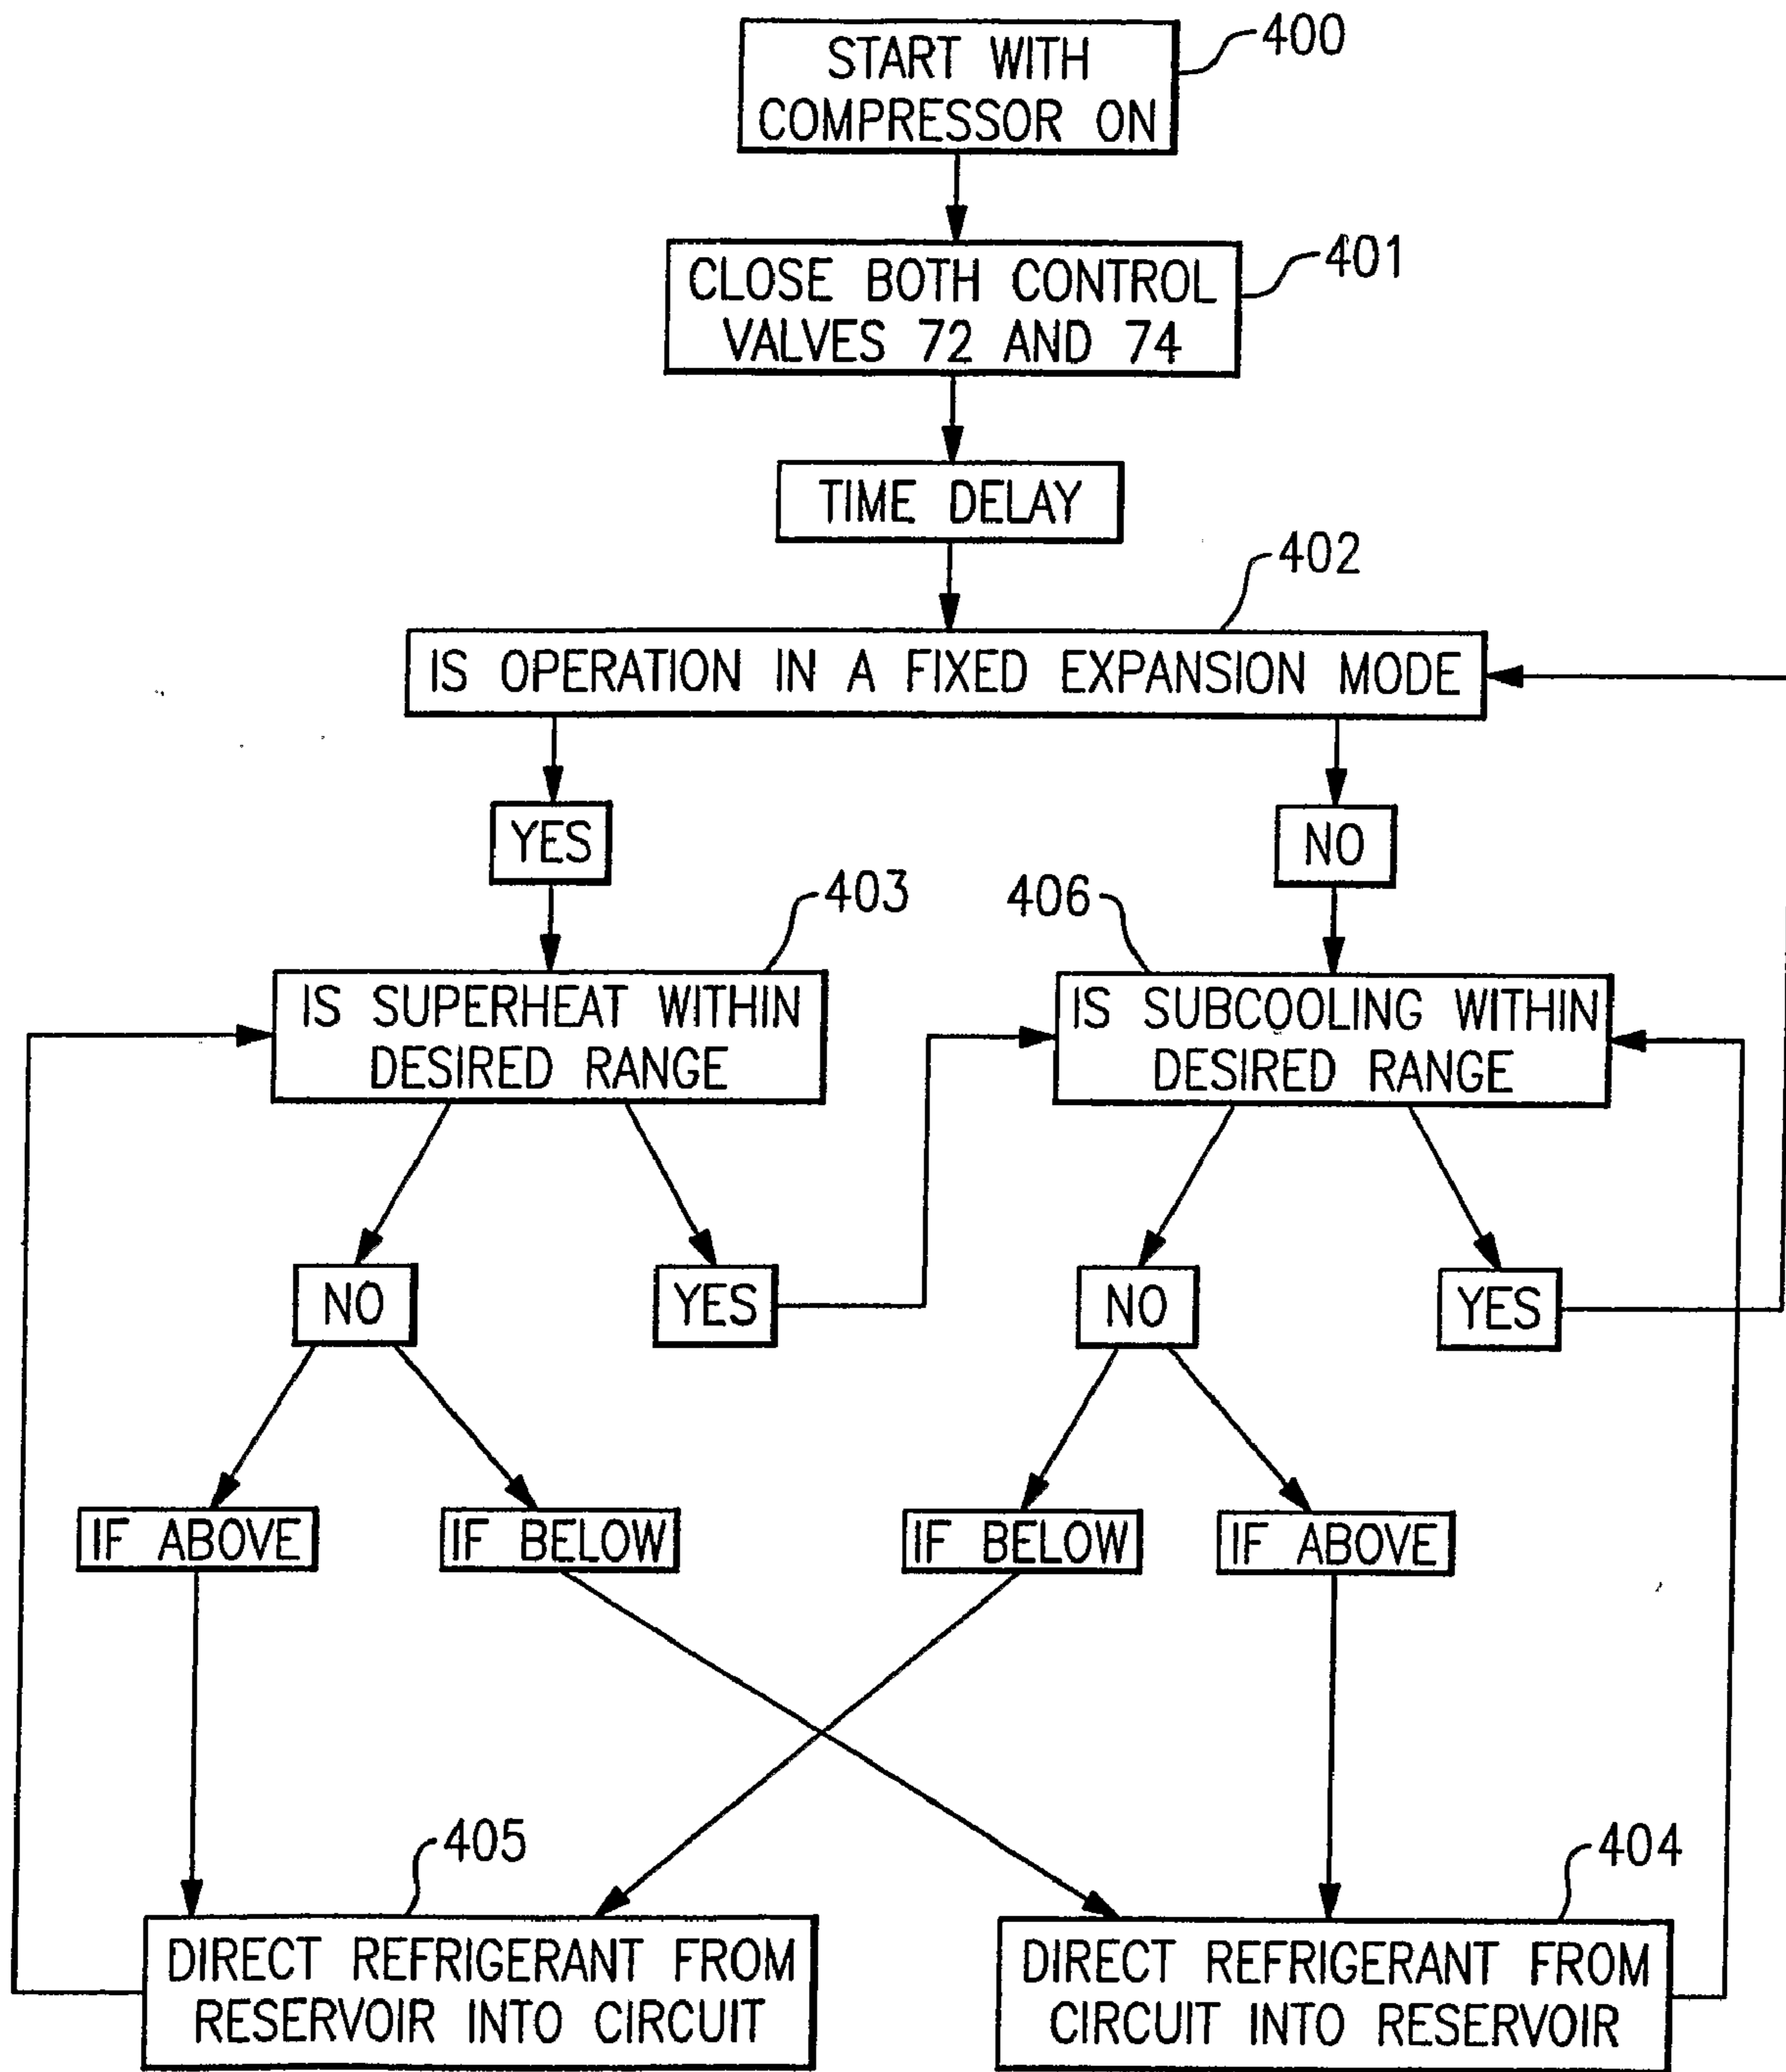 START WITH
COMPRESSOR ON
400
CLOSE BOTH CONTROL
VALVES 72 AND 74
401
TIME DELAY
402
IS OPERATION IN A FIXED EXPANSION MODE
YES
NO
403
406
IS SUPERHEAT WITHIN
DESIRED RANGE
IS SUBCOOLING WITHIN
DESIRED RANGE
NO
YES
NO
YES
IF ABOVE
IF BELOW
IF BELOW
IF ABOVE
405
404
DIRECT REFRIGERANT FROM
RESERVOIR INTO CIRCUIT
DIRECT REFRIGERANT FROM
CIRCUIT INTO RESERVOIR